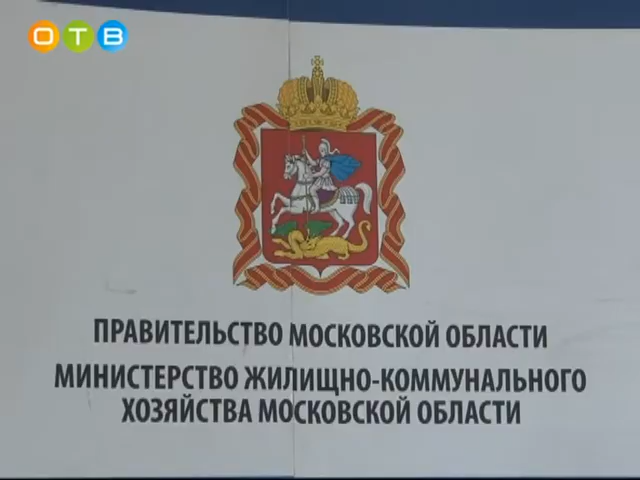 ОТВ
ПРАВИТЕЛЬСТВО МОСКОВСКОЙ ОБЛАСТИ
МИНИСТЕРСТВО ЖИЛИЩНО-КОММУНАЛЬНОГО
ХОЗЯЙСТВА МОСКОВСКОЙ ОБЛАСТИ